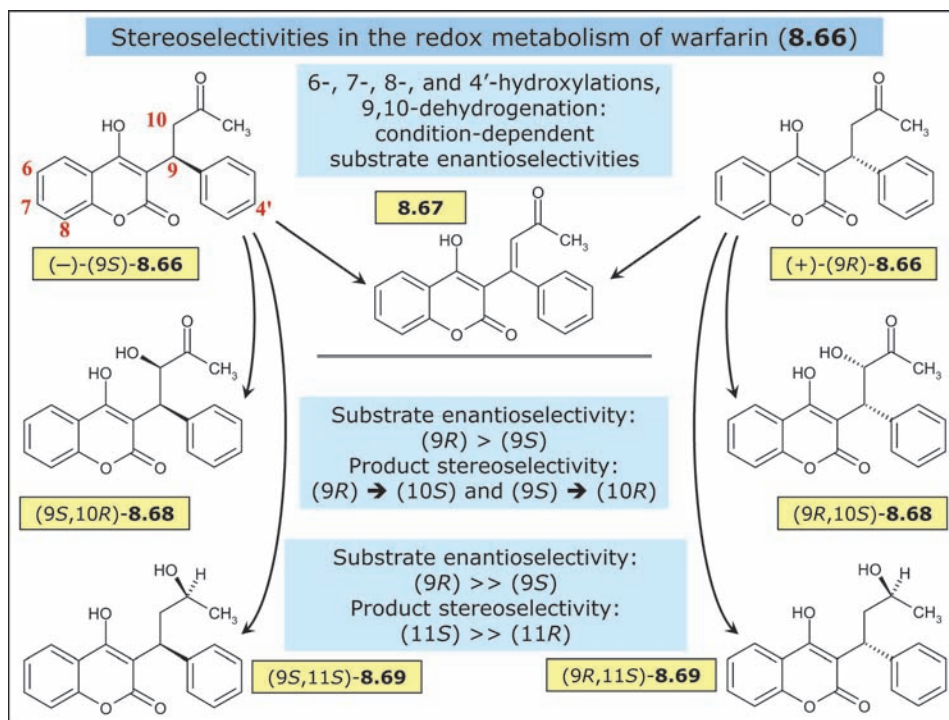 Stereoselectivities in the redox metabolism of warfarin (8.66)
6-, 7-, 8-, and 4′-hydroxylations,
9,10-dehydrogenation:
condition-dependent
substrate enantioselectivities
O
HO
10
CH₃
6
9
7
O
O
8
4'
(−)-(9S)-8.66
8.67
O
HO
CH₃
O
O
O
HO
CH₃
O
O
(+)-(9R)-8.66
O
HO
HO
CH₃
O
O
(9S,10R)-8.68
Substrate enantioselectivity:
(9R) > (9S)
Product stereoselectivity:
(9R) ➔ (10S) and (9S) ➔ (10R)
O
HO
HO
CH₃
O
O
(9R,10S)-8.68
HO
H
HO
CH₃
O
O
(9S,11S)-8.69
Substrate enantioselectivity:
(9R) >> (9S)
Product stereoselectivity:
(11S) >> (11R)
HO
H
HO
CH₃
O
O
(9R,11S)-8.69